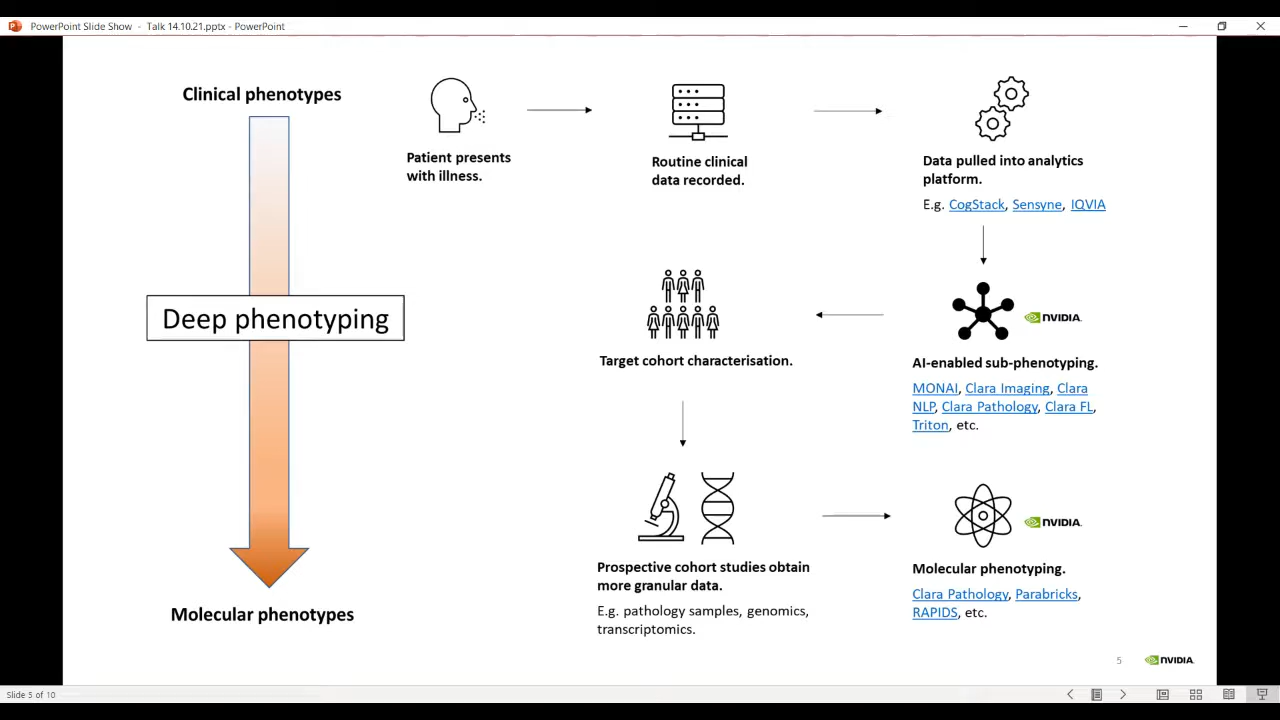 PowerPoint Slide Show - Talk 14.10.21.pptx - PowerPoint
Clinical phenotypes
Deep phenotyping
Molecular phenotypes
Patient presents
with illness.
Routine clinical
data recorded.
Data pulled into analytics
platform.
E.g. CogStack, Sensyne, IQVIA
NVIDIA.
AI-enabled sub-phenotyping.
MONAI, Clara Imaging, Clara
NLP, Clara Pathology, Clara FL,
Triton, etc.
Target cohort characterisation.
Prospective cohort studies obtain
more granular data.
E.g. pathology samples, genomics,
transcriptomics.
NVIDIA.
Molecular phenotyping.
Clara Pathology, Parabricks,
RAPIDS, etc.
5
NVIDIA.
Slide 5 of 10